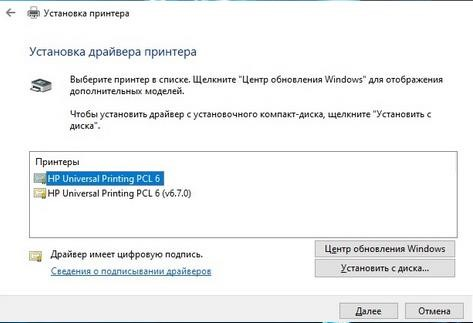 Установка принтера
Установка драйвера принтера
Выберите принтер в списке. Щелкните "Центр обновления Windows" для отображения
дополнительных моделей.
Чтобы установить драйвер с установочного компакт-диска, щелкните "Установить с
диска".
Принтеры
HP Universal Printing PCL 6
HP Universal Printing PCL 6 (v6.7.0)
Драйвер имеет цифровую подпись.
Сведения о подписывании драйверов
Центр обновления Windows
Установить с диска...
Далее
Отмена